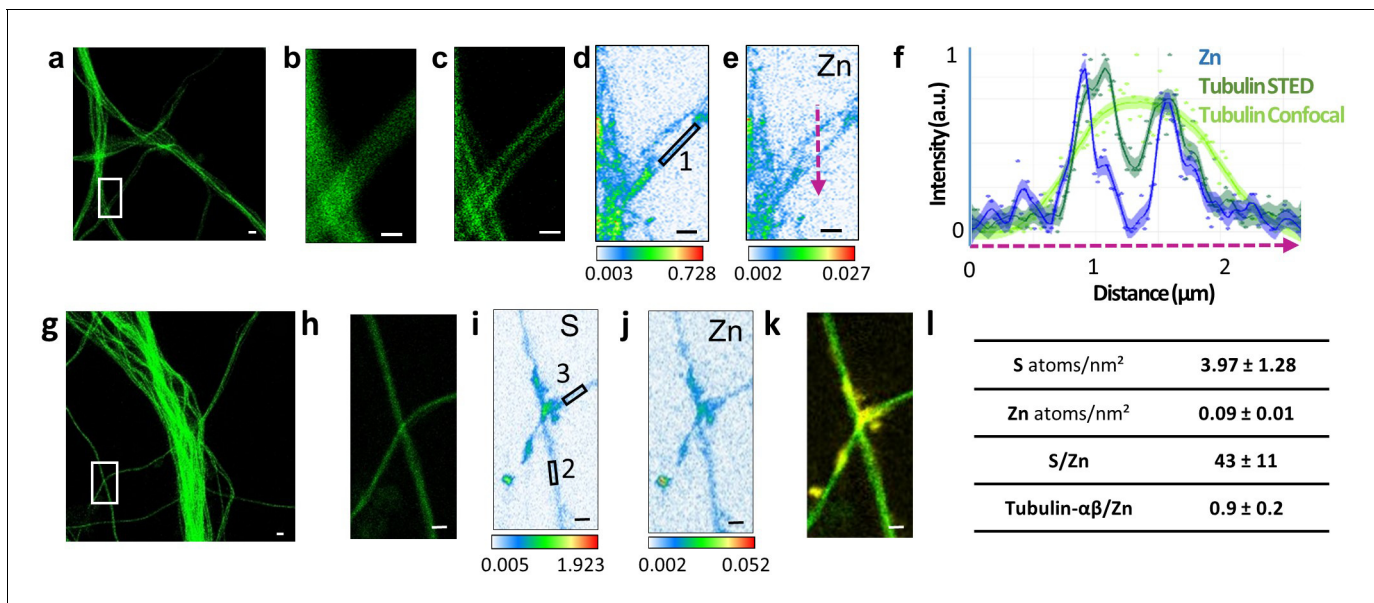 a
b
c
d
e
f
Zn
1
0.003 0.728
0.002 0.027
1
0
Intensity (a.u.)
Zn
Tubulin STED
Tubulin Confocal
0 1 2
Distance (µm)
g
h
i
j
k
l
S
3
2
Zn
0.005 1.923
0.002 0.052
S atoms/nm² 3.97 ± 1.28
Zn atoms/nm² 0.09 ± 0.01
S/Zn 43 ± 11
Tubulin-αβ/Zn 0.9 ± 0.2